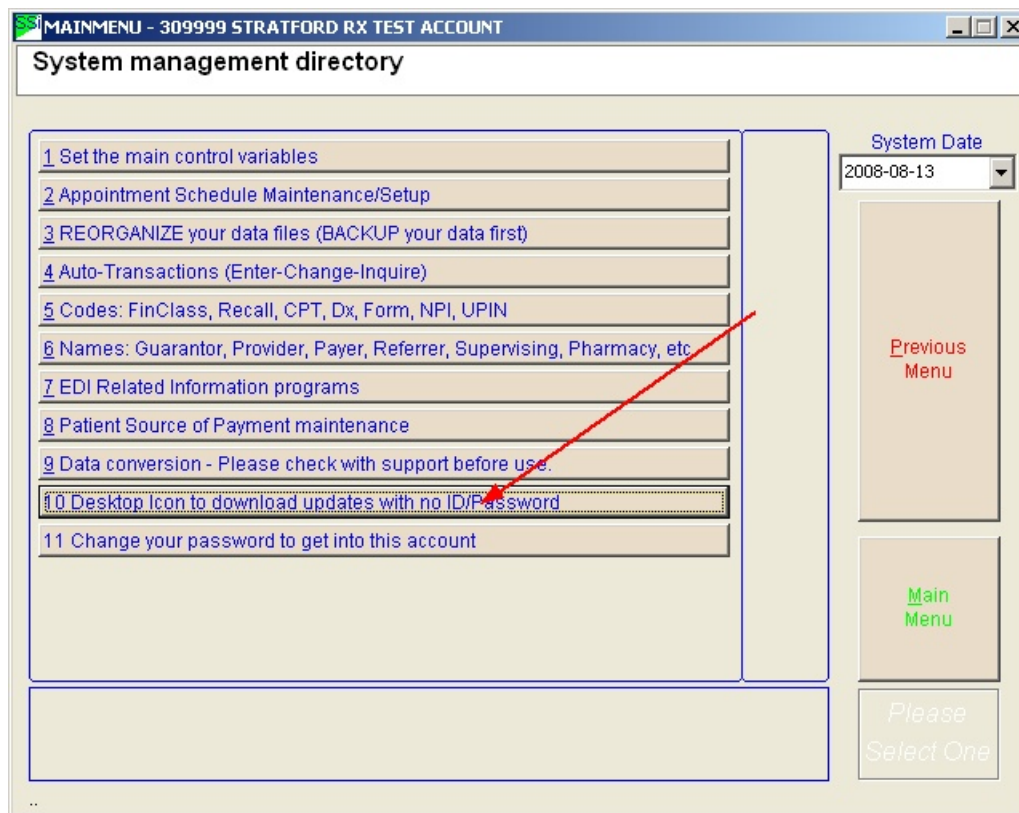 SSi MAINMENU - 309999 STRATFORD RX TEST ACCOUNT
System management directory
1 Set the main control variables
2 Appointment Schedule Maintenance/Setup
3 REORGANIZE your data files (BACKUP your data first)
4 Auto-Transactions (Enter-Change-Inquire)
5 Codes: FinClass, Recall, CPT, Dx, Form, NPI, UPIN
6 Names: Guarantor, Provider, Payer, Referrer, Supervising, Pharmacy, etc.
7 EDI Related Information programs
8 Patient Source of Payment maintenance
9 Data conversion - Please check with support before use.
10 Desktop Icon to download updates with no ID/Password
11 Change your password to get into this account
System Date
2008-08-13
Previous
Menu
Main
Menu
Please
Select One
..